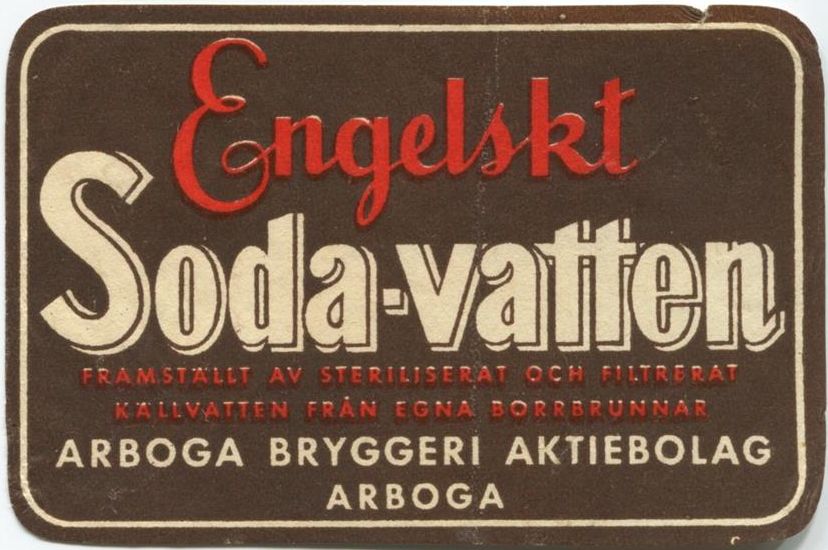 Engelskt
Soda-vatten
FRAMSTÄLLT AV STERILISERAT OCH FILTRERAT
KÄLLVATTEN FRÅN EGNA BORRBRUNNAR
ARBOGA BRYGGERI AKTIEBOLAG
ARBOGA